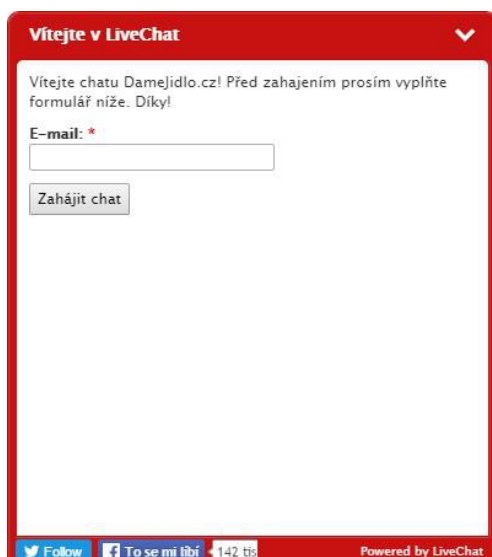 Vítejte v LiveChat
Vítejte chatu DameJidlo.cz! Před zahajením prosím vyplňte
formulář níže. Díky!
E-mail: *
Zahájit chat
Follow To se mi líbí 142 tis Powered by LiveChat